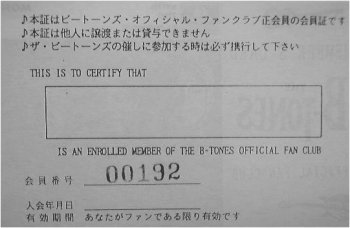 ♪本証はビートーンズ・オフィシャル・ファンクラブ正会員の会員証です
♪本証は他人に譲渡または貸与できません
♪ザ・ビートーンズの催しに参加する時は必ず携行して下さい
THIS IS TO CERTIFY THAT
IS AN ENROLLED MEMBER OF THE B-TONES OFFICIAL FAN CLUB
会員番号 00192
入会年月日
有効期間 あなたがファンである限り有効です